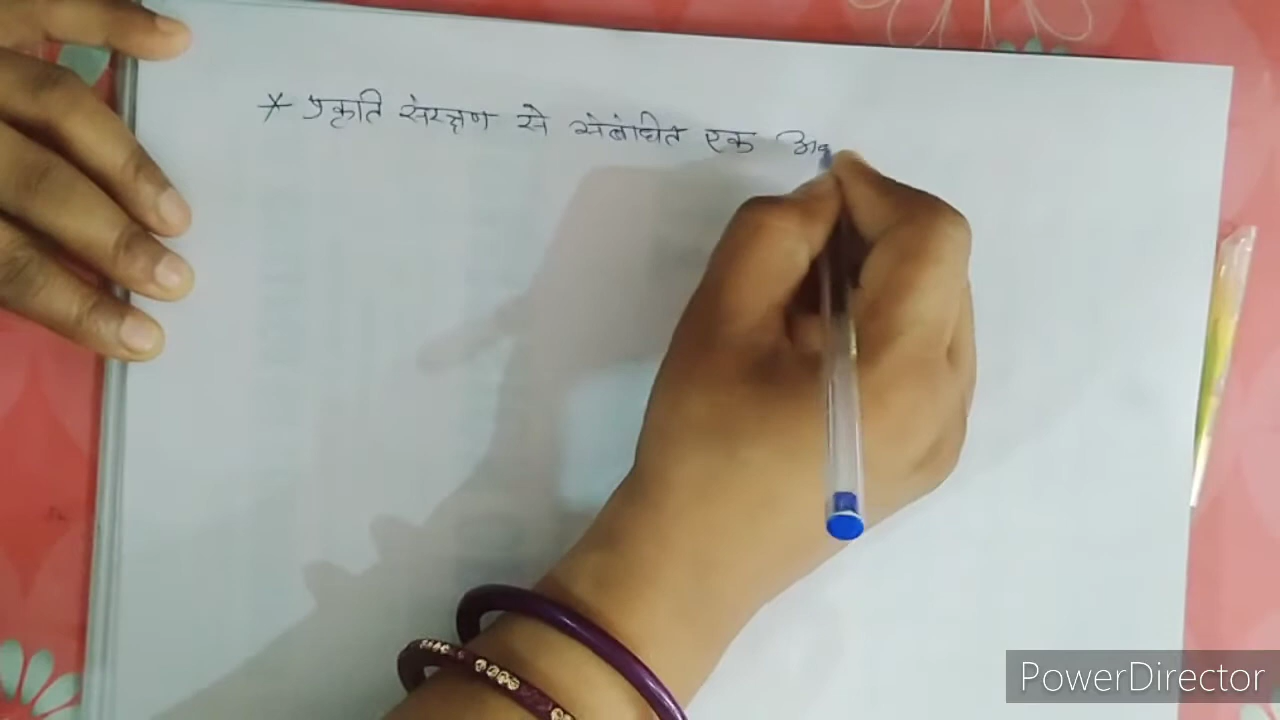 * प्रकृति संरक्षण से संबंधित एक
PowerDirector